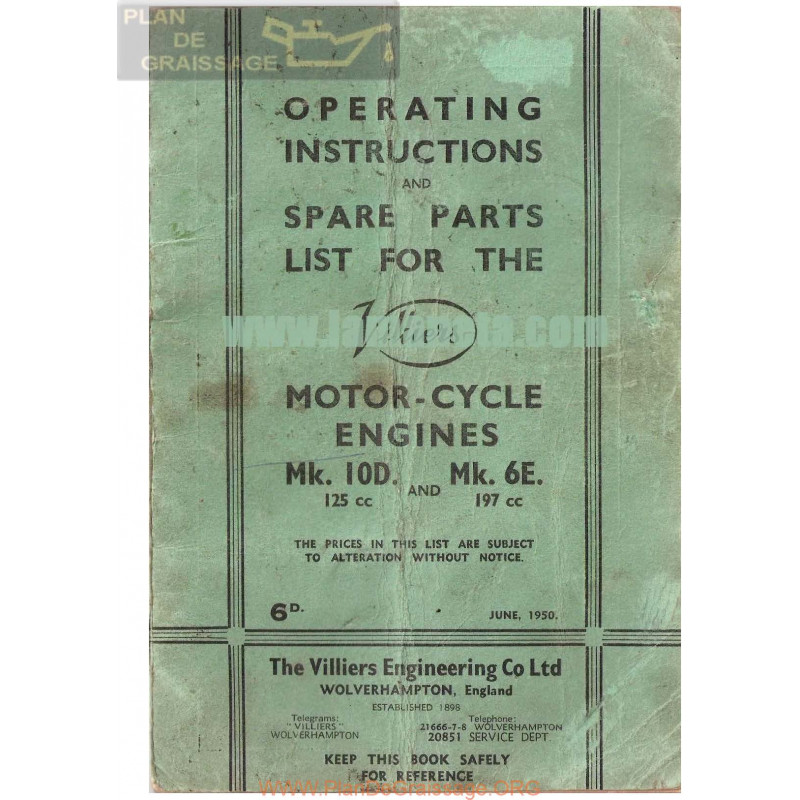 PLAN
DE
GRAISSAGE
OPERATING
INSTRUCTIONS
AND
SPARE PARTS
LIST FOR THE
Villiers
MOTOR-CYCLE
ENGINES
Mk. 10D. AND Mk. 6E.
125 cc 197 cc
THE PRICES IN THIS LIST ARE SUBJECT
TO ALTERATION WITHOUT NOTICE.
6D. JUNE, 1950.
The Villiers Engineering Co Ltd
WOLVERHAMPTON, England
ESTABLISHED 1898
Telegrams: Telephone:
"VILLIERS," 21666-7-8 WOLVERHAMPTON
WOLVERHAMPTON 20851 SERVICE DEPT
KEEP THIS BOOK SAFELY
FOR REFERENCE
www.PlanDeGraissage.ORG